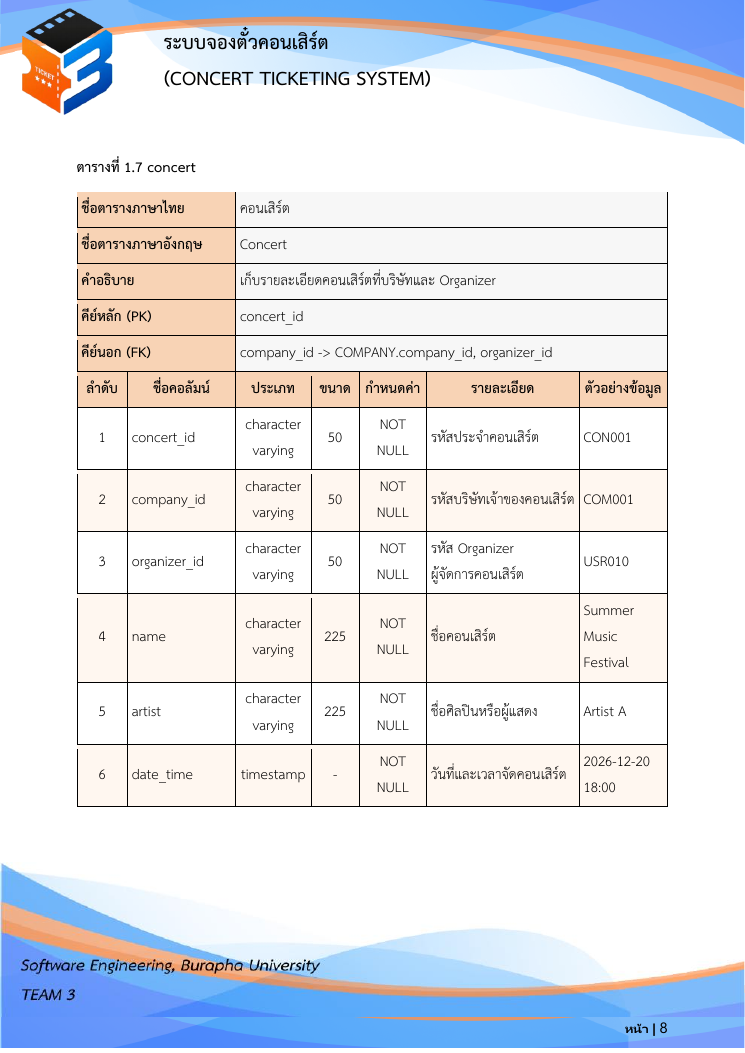 ระบบจองตั๋วคอนเสิร์ต
(CONCERT TICKETING SYSTEM)
TICKET
ตารางที่ 1.7 concert
ชื่อตารางภาษาไทย คอนเสิร์ต
ชื่อตารางภาษาอังกฤษ Concert
คำอธิบาย เก็บรายละเอียดคอนเสิร์ตที่บริษัทและ Organizer
คีย์หลัก (PK) concert_id
คีย์นอก (FK) company_id -> COMPANY.company_id, organizer_id
ลำดับ ชื่อคอลัมน์ ประเภท ขนาด กำหนดค่า รายละเอียด ตัวอย่างข้อมูล
1 concert_id character varying 50 NOT NULL รหัสประจำคอนเสิร์ต CON001
2 company_id character varying 50 NOT NULL รหัสบริษัทเจ้าของคอนเสิร์ต COM001
3 organizer_id character varying 50 NOT NULL รหัส Organizer ผู้จัดการคอนเสิร์ต USR010
4 name character varying 225 NOT NULL ชื่อคอนเสิร์ต Summer Music Festival
5 artist character varying 225 NOT NULL ชื่อศิลปินหรือผู้แสดง Artist A
6 date_time timestamp - NOT NULL วันที่และเวลาจัดคอนเสิร์ต 2026-12-20 18:00
Software Engineering, Burapha University
TEAM 3
หน้า | 8